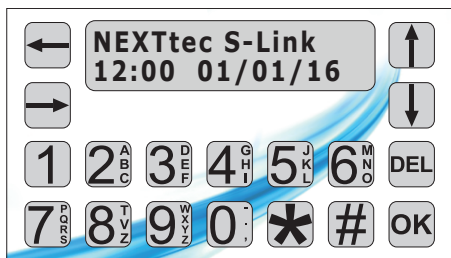 NEXTtec S-Link
12:00 01/01/16
1 2 ABC 3 DEF 4 GHI 5 JKL 6 MNO DEL
7 PQRS 8 TVZ 9 WXYZ 0 - . , * # OK